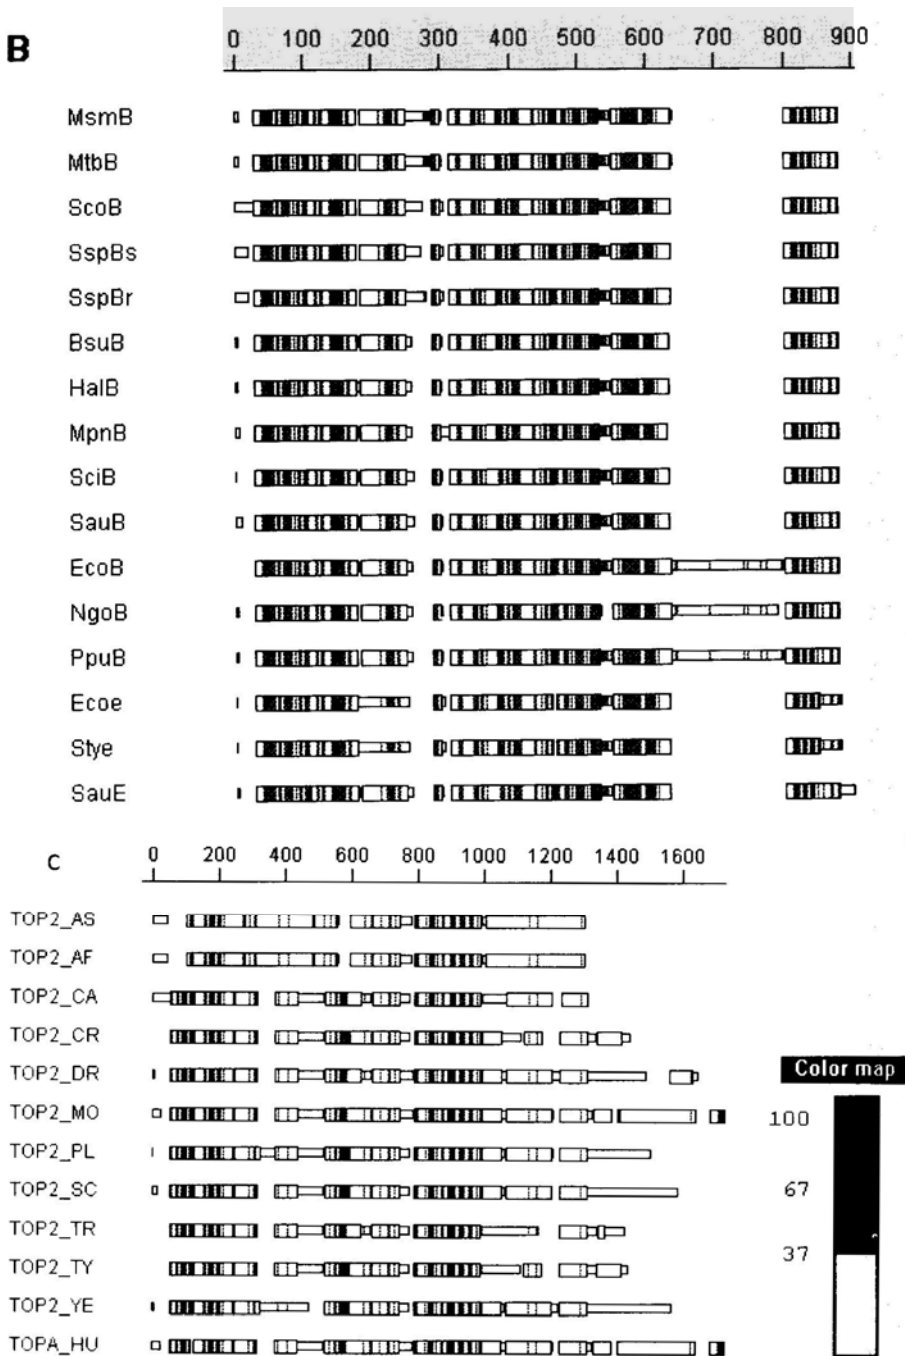 B
0 100 200 300 400 500 600 700 800 900
MsmB
MtbB
ScoB
SspBs
SspBr
BsuB
HalB
MpnB
SciB
SauB
EcoB
NgoB
PpuB
Ecoe
Stye
SauE
C
0 200 400 600 800 1000 1200 1400 1600
TOP2_AS
TOP2_AF
TOP2_CA
TOP2_CR
TOP2_DR
TOP2_MO
TOP2_PL
TOP2_SC
TOP2_TR
TOP2_TY
TOP2_YE
TOPA_HU
Color map
100
67
37